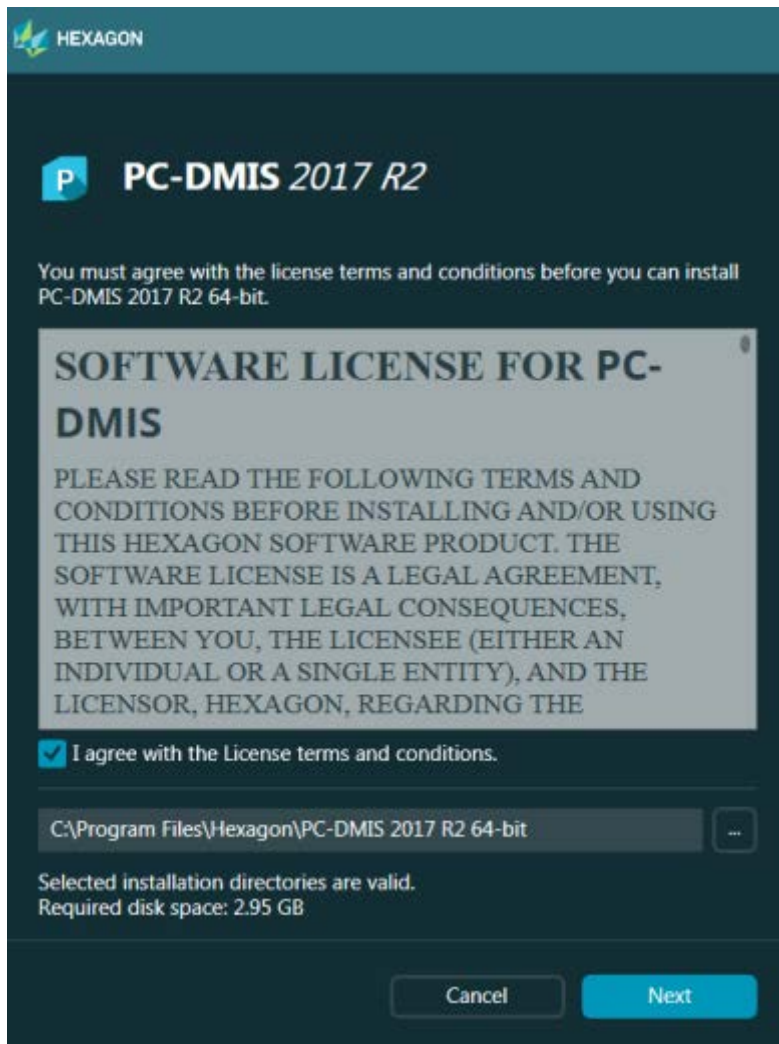 HEXAGON
P
PC-DMIS 2017 R2
You must agree with the license terms and conditions before you can install
PC-DMIS 2017 R2 64-bit.
SOFTWARE LICENSE FOR PC-
DMIS
PLEASE READ THE FOLLOWING TERMS AND
CONDITIONS BEFORE INSTALLING AND/OR USING
THIS HEXAGON SOFTWARE PRODUCT. THE
SOFTWARE LICENSE IS A LEGAL AGREEMENT,
WITH IMPORTANT LEGAL CONSEQUENCES,
BETWEEN YOU, THE LICENSEE (EITHER AN
INDIVIDUAL OR A SINGLE ENTITY), AND THE
LICENSOR, HEXAGON, REGARDING THE
I agree with the License terms and conditions.
C:\Program Files\Hexagon\PC-DMIS 2017 R2 64-bit
...
Selected installation directories are valid.
Required disk space: 2.95 GB
Cancel
Next